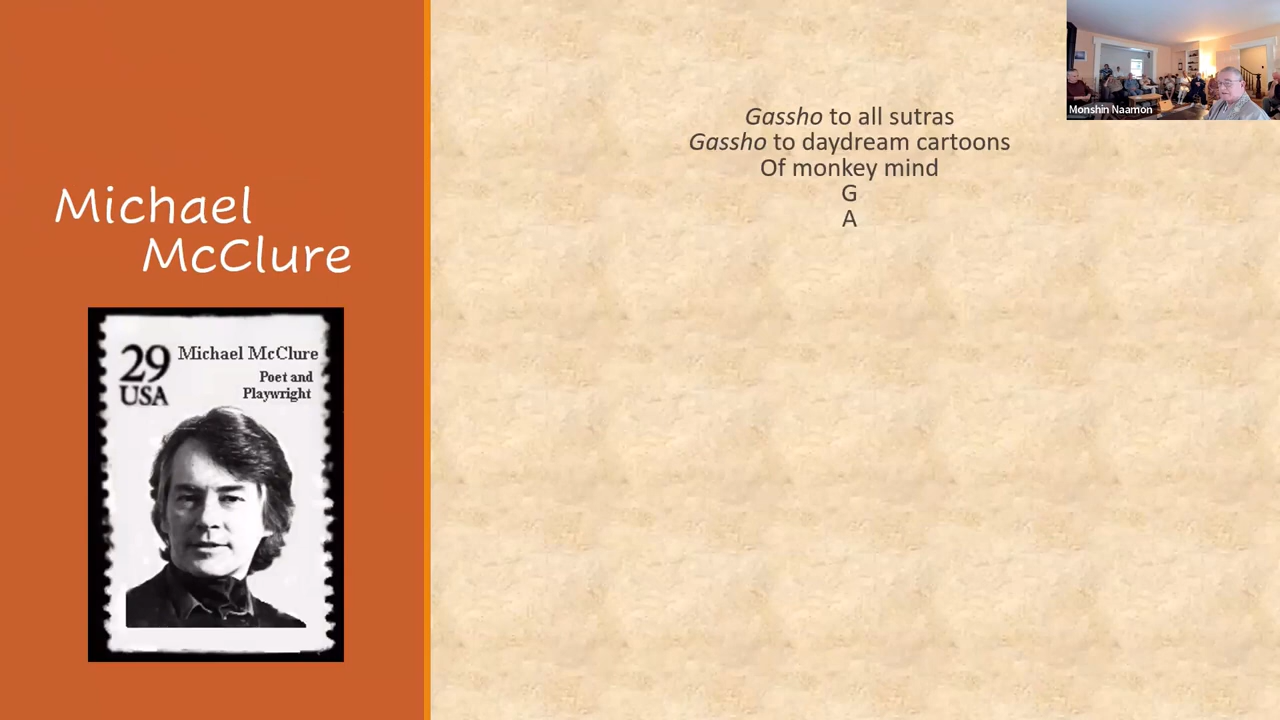 Michael
McClure
29
USA
Michael McClure
Poet and
Playwright
Gassho to all sutras
Gassho to daydream cartoons
Of monkey mind
G
A
Monshin Naamon